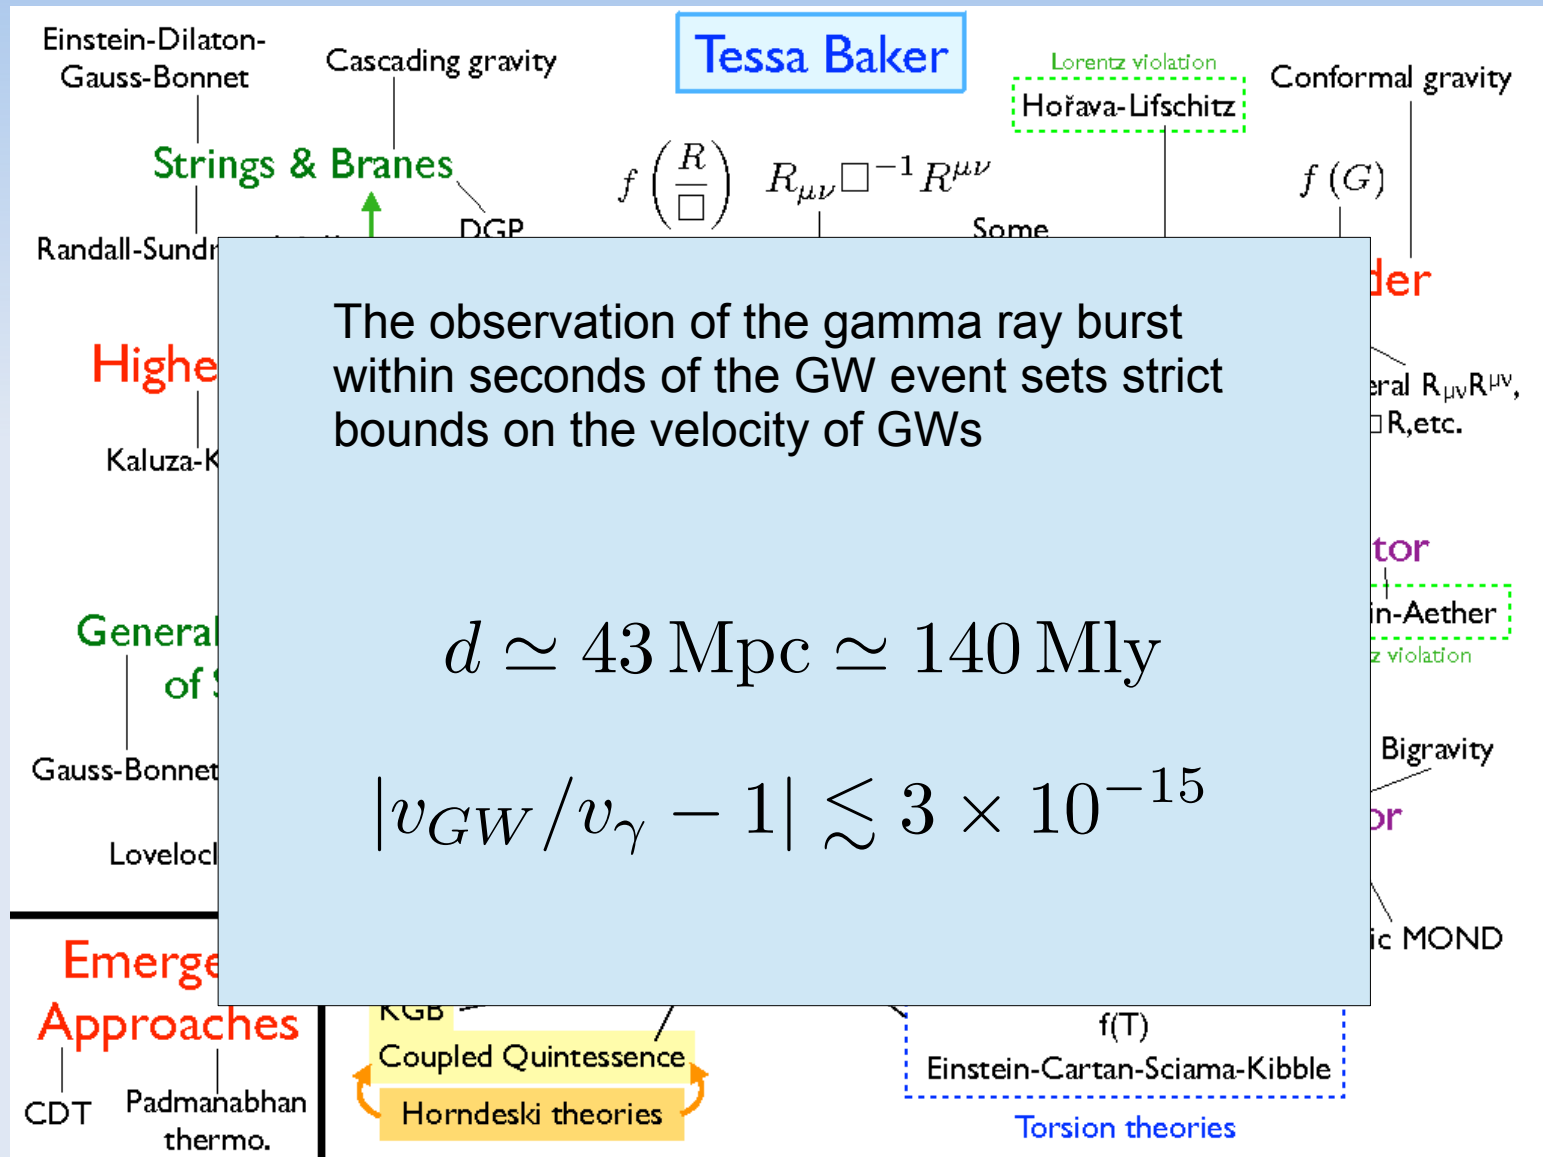 Einstein-Dilaton-
Gauss-Bonnet
Cascading gravity
Tessa Baker
Lorentz violation
Hořava-Lifschitz
Conformal gravity
Strings & Branes
f(R/□)
R_{μν}□^{-1}R^{μν}
f(G)
DGP
Some
Randall-Sundr
der
The observation of the gamma ray burst
within seconds of the GW event sets strict
bounds on the velocity of GWs
Highe
eral R_{μν}R^{μν},
□R,etc.
Kaluza-K
tor
in-Aether
z violation
General
of S
d ≃ 43 Mpc ≃ 140 Mly
Gauss-Bonnet
Bigravity
|v_{GW}/v_γ − 1| ≲ 3 × 10^{−15}
or
Lovelocl
ic MOND
Emerge
Approaches
CDT
Padmanabhan
thermo.
KGB
Coupled Quintessence
Horndeski theories
f(T)
Einstein-Cartan-Sciama-Kibble
Torsion theories